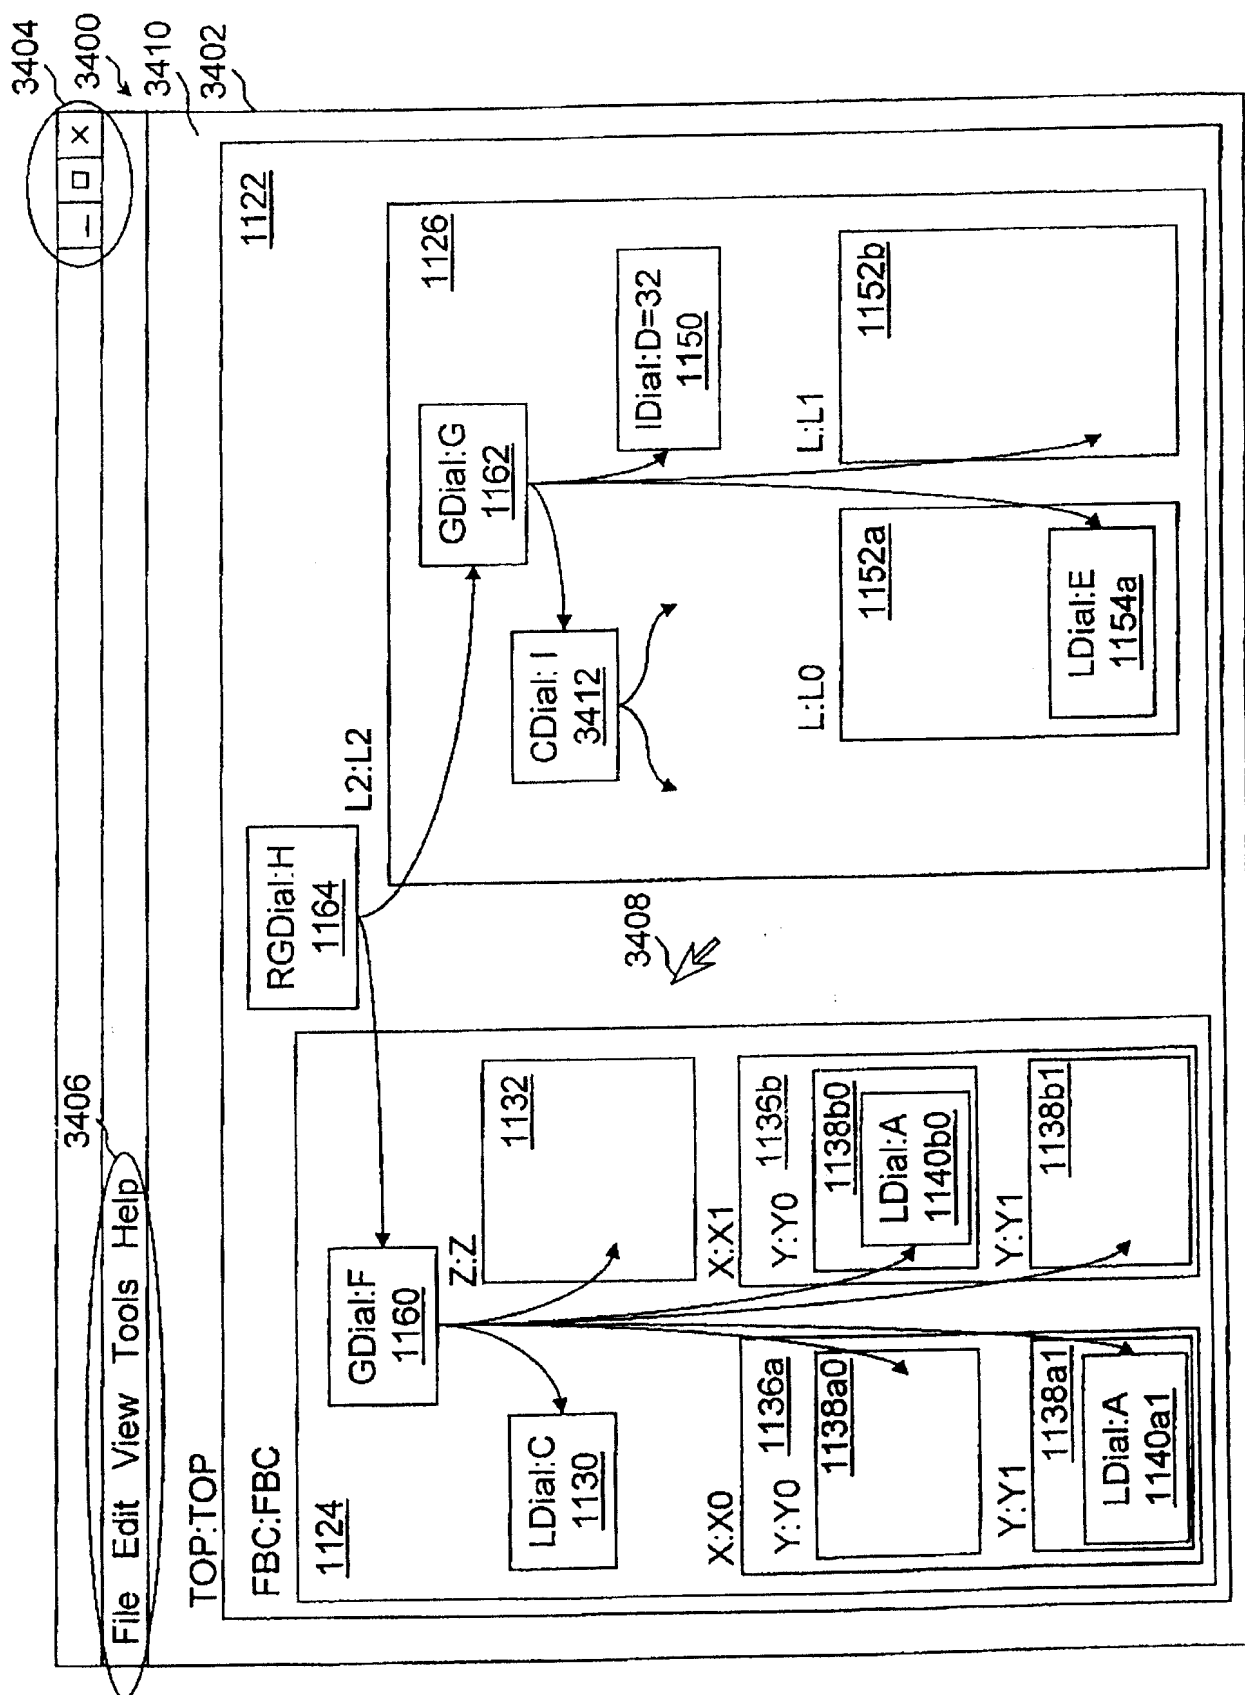 3404
3400
3410
3402
3406
File Edit View Tools Help
TOP:TOP
1122
RGDial:H
1164
FBC:FBC
1124
GDial:F
1160
LDial:C
1130
Z:Z
1132
X:X0
1136a
Y:Y0
1138a0
Y:Y1
1138a1
LDial:A
1140a1
X:X1
1136b
Y:Y0
1138b0
LDial:A
1140b0
Y:Y1
1138b1
3408
L2:L2
1126
GDial:G
1162
CDial: I
3412
IDial:D=32
1150
L:L0
1152a
LDial:E
1154a
L:L1
1152b